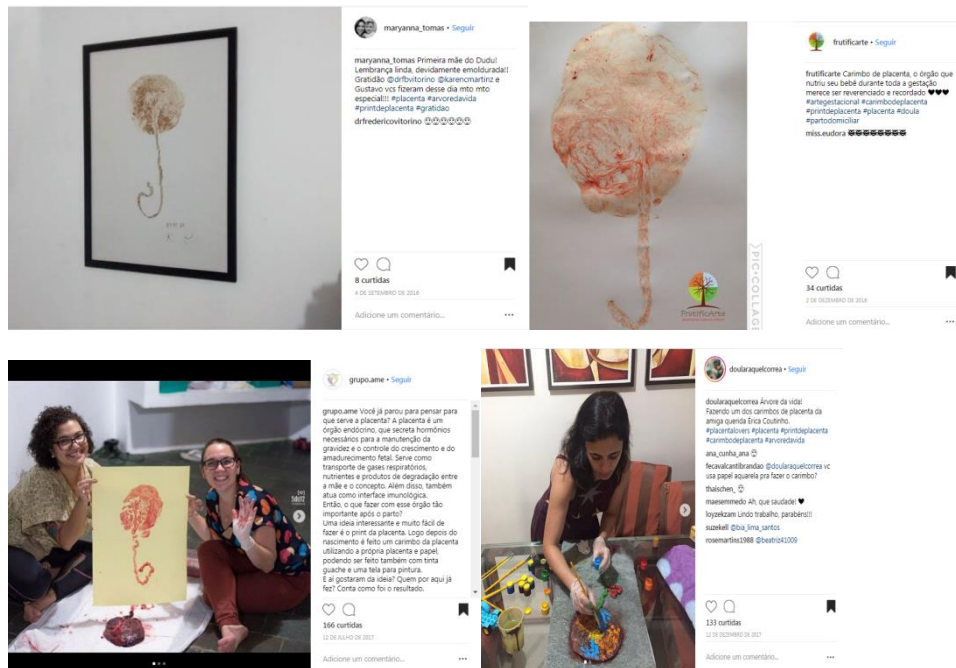 maryanna_tomas • Seguir
maryanna_tomas Primeira mãe do Dudu!
Lembrança linda, devidamente emoldurada!!
Gratidão @drfbvitorino @karencmartinz e
Gustavo vcs fizeram desse dia mto mto
especial!!! #placenta #arvoredavida
#printdeplacenta #gratidao
drfredericovitorino
8 curtidas
4 DE SETEMBRO DE 2018
Adicione um comentário...
frutificarte • Seguir
frutificarte Carimbo de placenta, o órgão que
nutriu seu bebê durante toda a gestação
merece ser reverenciado e recordado ♥♥♥
#artegestacional #carimbodeplacenta
#printdeplacenta #placenta #doula
#partodomiciliar
miss.eudora
34 curtidas
2 DE DEZEMBRO DE 2018
Adicione um comentário...
FrutificArte
PIC•COLLAGE
grupo.ame • Seguir
grupo.ame Você já parou para pensar para
que serve a placenta? A placenta é um
órgão endócrino, que secreta hormônios
necessários para a manutenção da
gravidez e o controle do crescimento e do
amadurecimento fetal. Serve como
transporte de gases respiratórios,
nutrientes e produtos de degradação entre
a mãe e o concepto. Além disso, também
atua como interface imunológica.
Então, o que fazer com esse órgão tão
importante após o parto?
Uma ideia interessante e muito fácil de
fazer é o print da placenta. Logo depois do
nascimento é feito um carimbo da placenta
utilizando a própria placenta e papel,
podendo ser feito também com tinta
guache e uma tela para pintura.
E aí gostaram da ideia? Quem por aqui já
fez? Conta como foi o resultado.
166 curtidas
12 DE JULHO DE 2017
Adicione um comentário...
doularaquelcorrea • Seguir
doularaquelcorrea Árvore da vida!
Fazendo um dos carimbos de placenta da
amiga querida Érica Coutinho.
#placentalovers #placenta #printdeplacenta
#carimbodeplacenta #arvoredavida
ana_cunha_ana
fecavalcantibrandao @doularaquelcorrea vc
usa papel aquarela pra fazer o carimbo?
thaischen_
maesemmedo Ah, que saudade! ♥
loyzekzam Lindo trabalho, parabéns!!!
suzekell @bia_lima_santos
rosemartins1988 @beatriz41009
133 curtidas
12 DE DEZEMBRO DE 2017
Adicione um comentário...